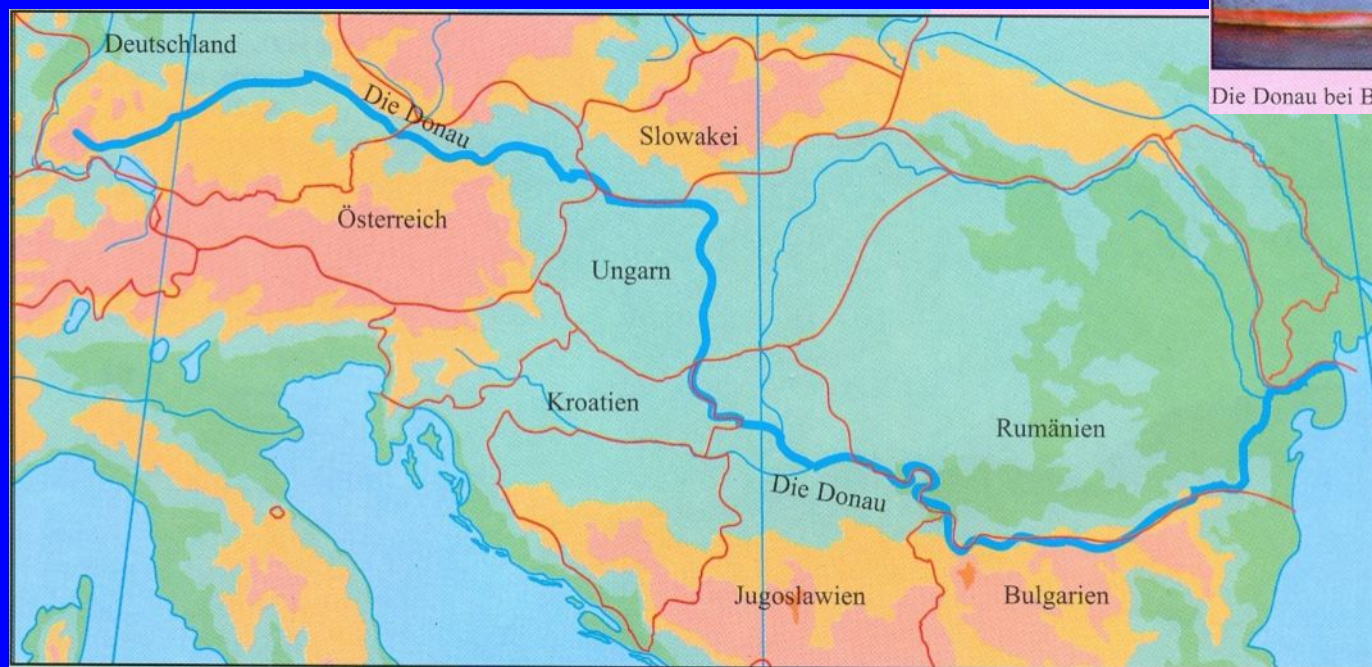 Deutschland
Die Donau
Slowakei
Österreich
Ungarn
Kroatien
Rumänien
Die Donau
Jugoslawien
Bulgarien
Die Donau bei